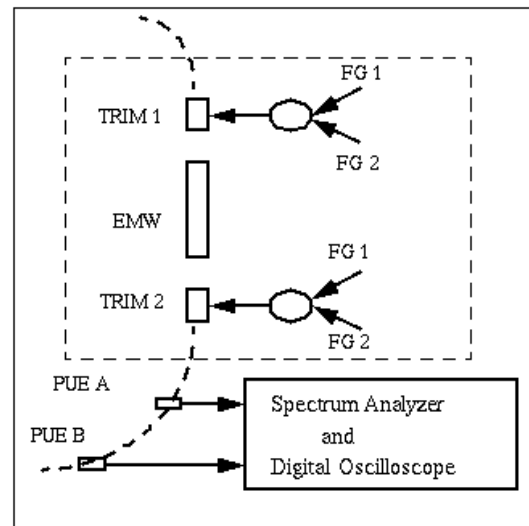 FG 1
TRIM 1
FG 2
EMW
FG 1
TRIM 2
FG 2
PUE A
PUE B
Spectrum Analyzer
and
Digital Oscilloscope